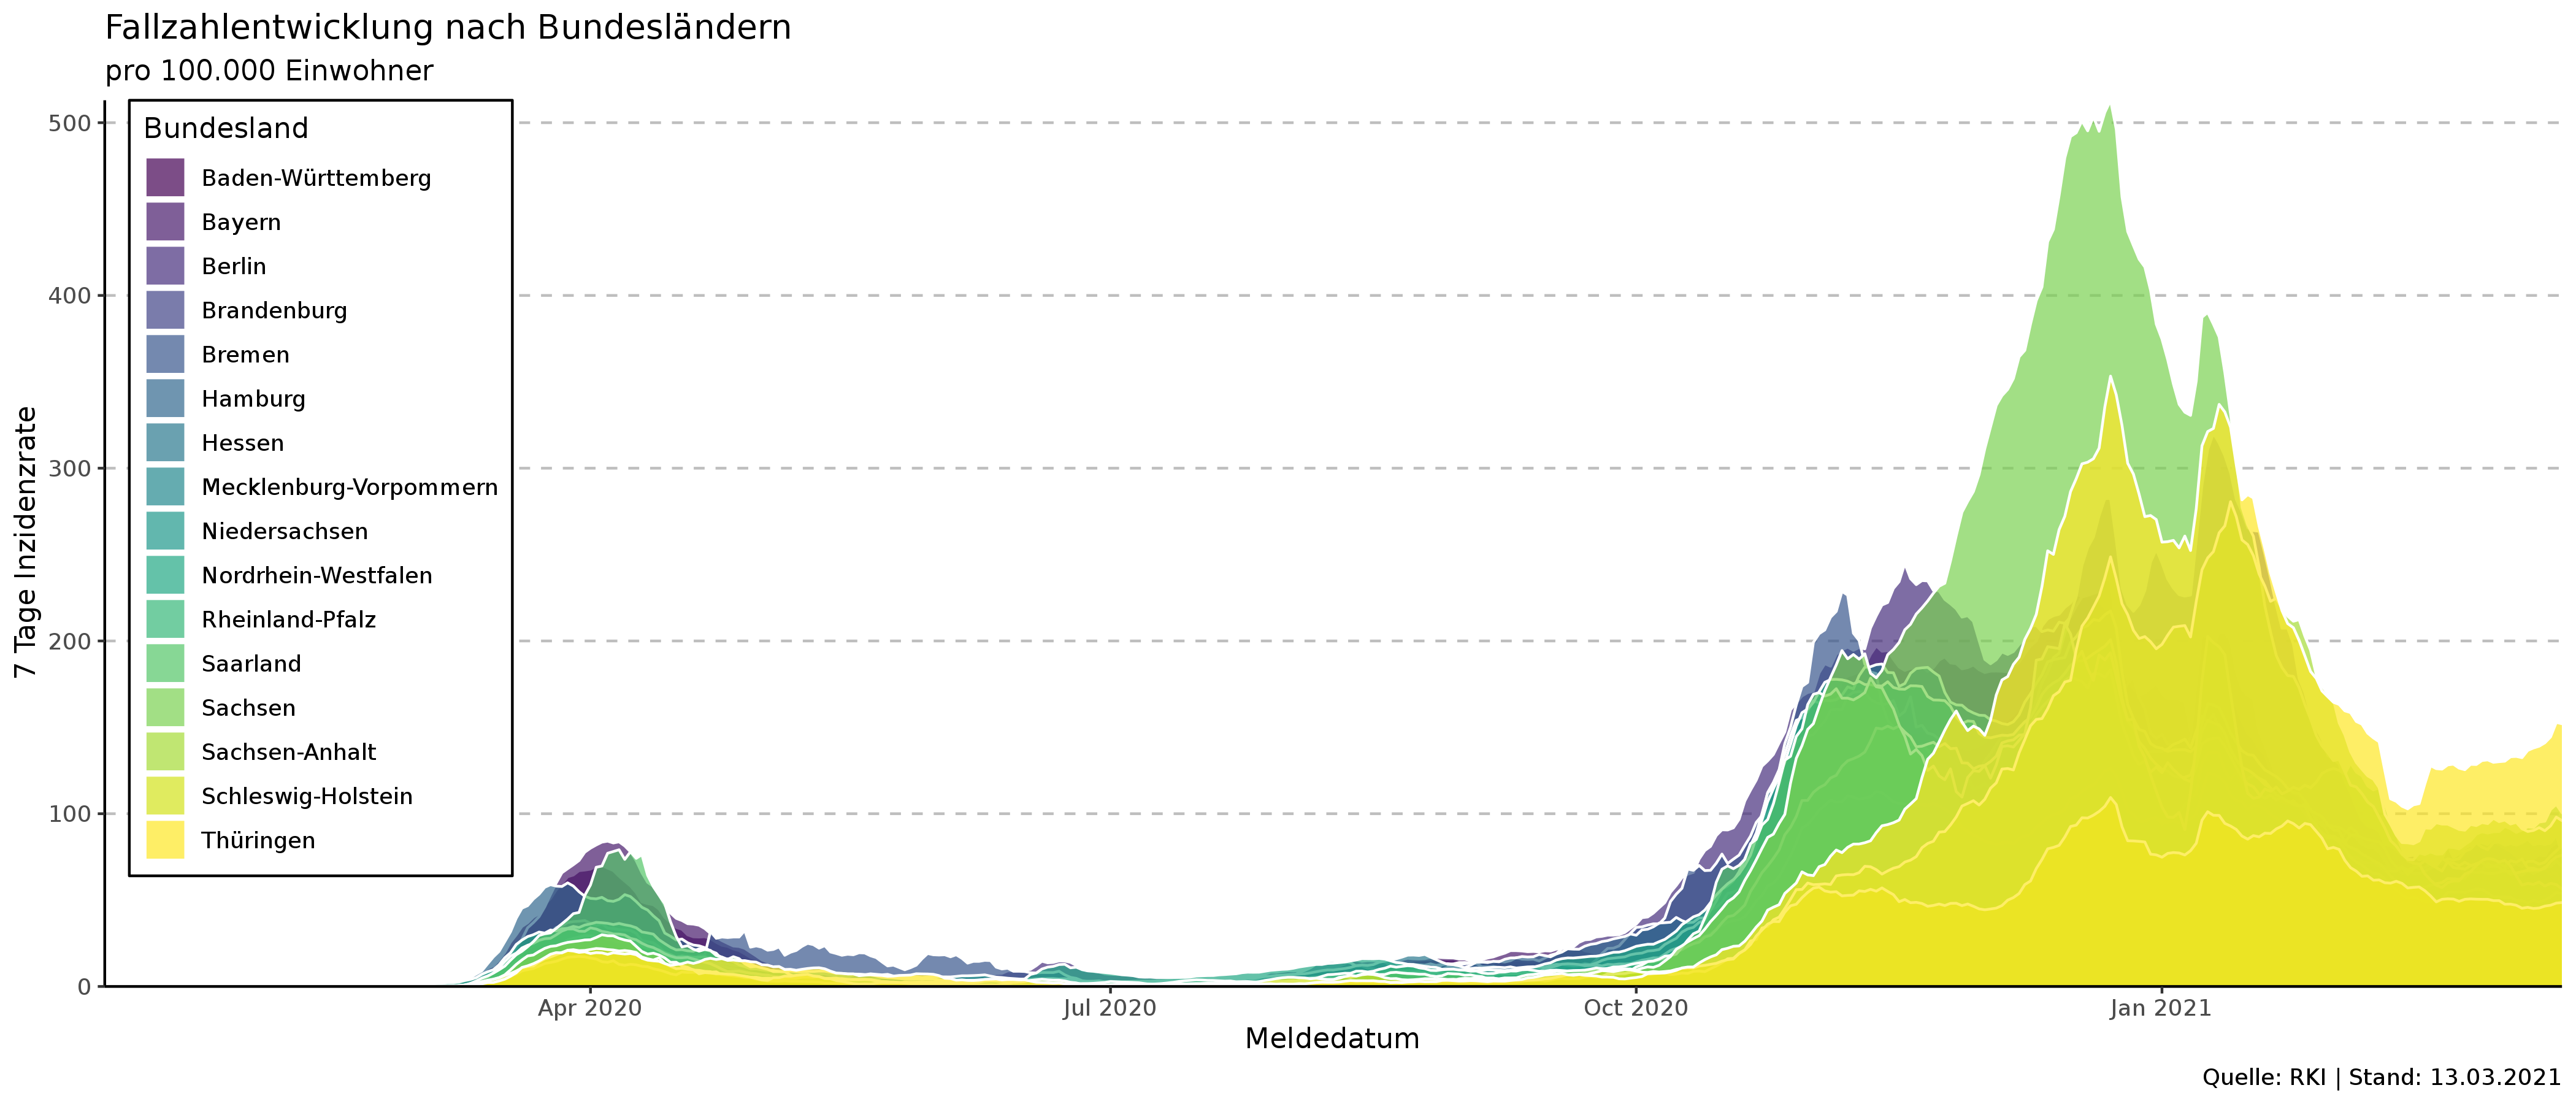 Fallzahlentwicklung nach Bundesländern
pro 100.000 Einwohner
Bundesland
Baden-Württemberg
Bayern
Berlin
Brandenburg
Bremen
Hamburg
Hessen
Mecklenburg-Vorpommern
Niedersachsen
Nordrhein-Westfalen
Rheinland-Pfalz
Saarland
Sachsen
Sachsen-Anhalt
Schleswig-Holstein
Thüringen
7 Tage Inzidenzrate
500
400
300
200
100
0
Apr 2020
Jul 2020
Oct 2020
Jan 2021
Meldedatum
Quelle: RKI | Stand: 13.03.2021